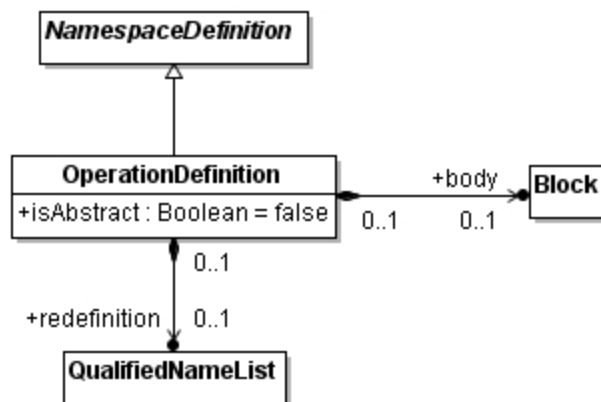 NamespaceDefinition
OperationDefinition
+isAbstract : Boolean = false
+body
Block
0..1
0..1
0..1
+redefinition
0..1
QualifiedNameList